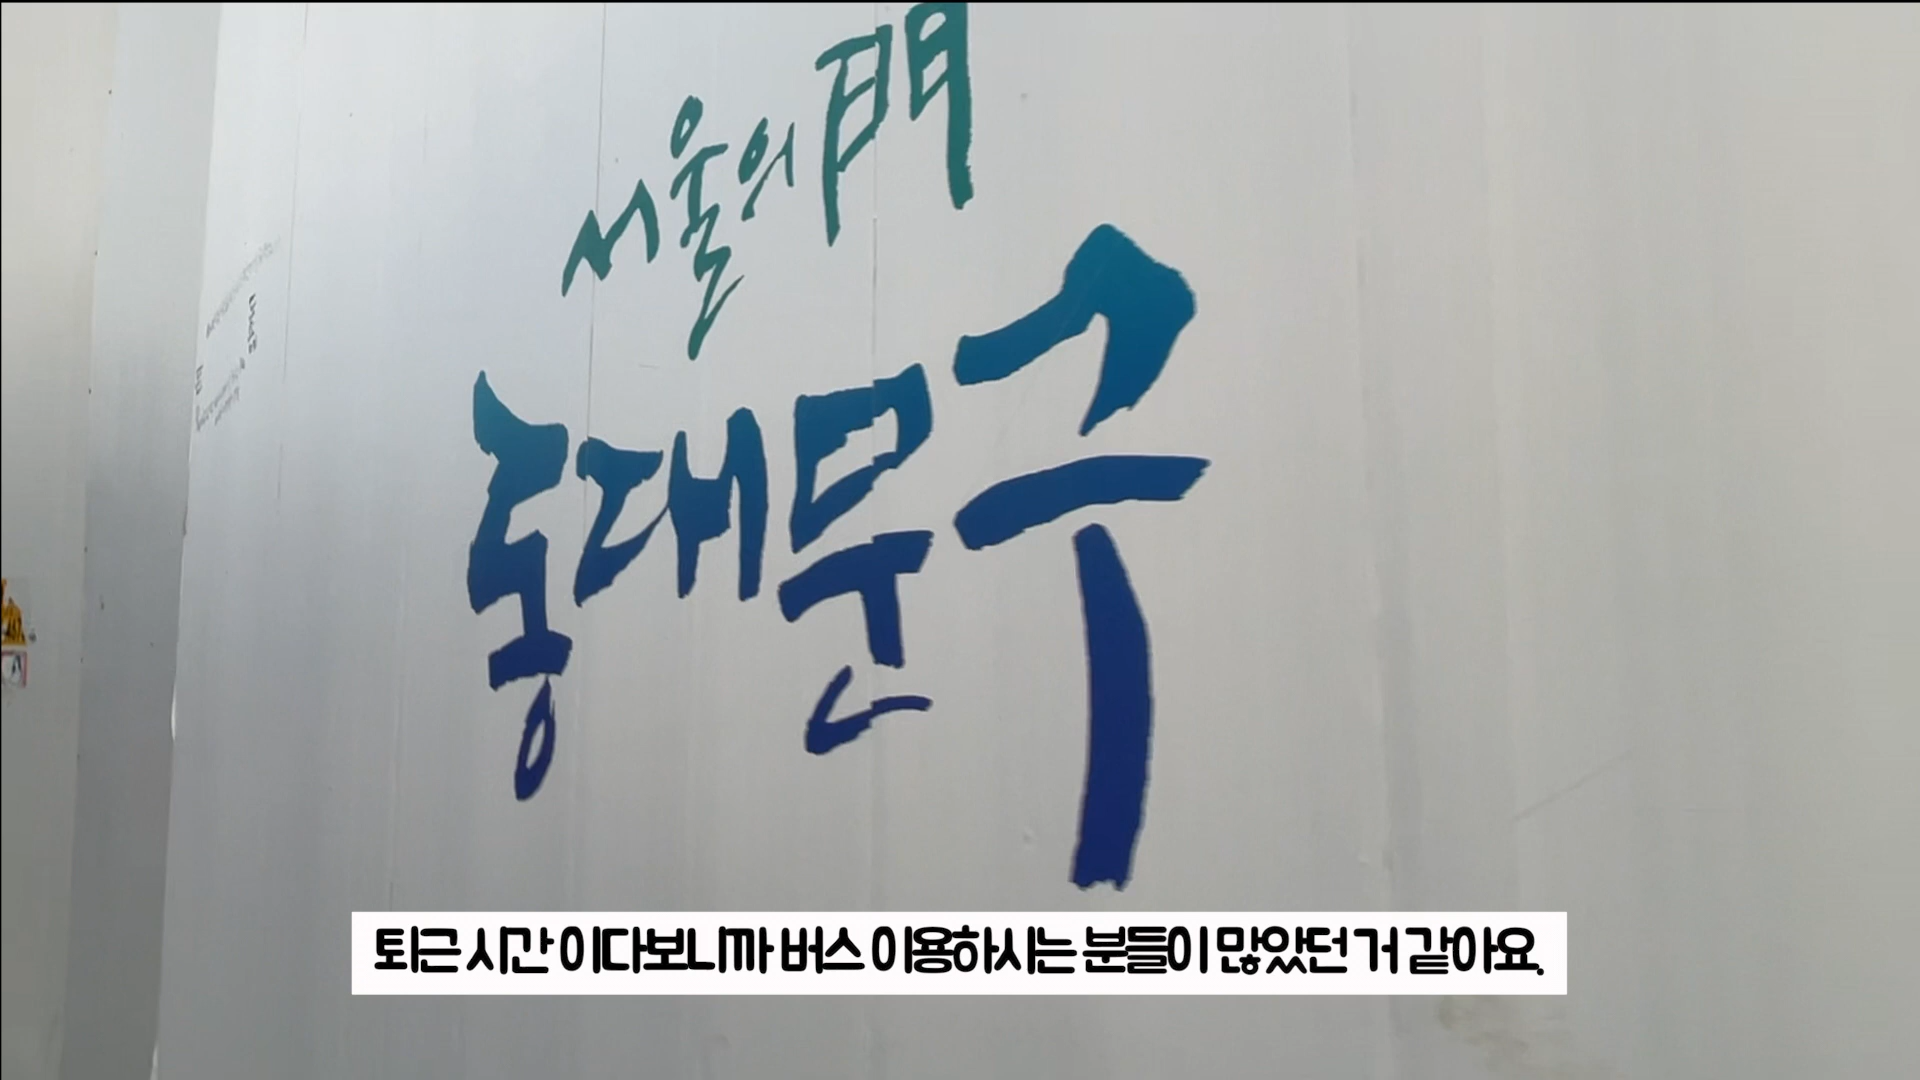 서울의 門
동대문구
퇴근 시간 이다보니까 버스 이용하시는 분들이 많았던 거 같아요.